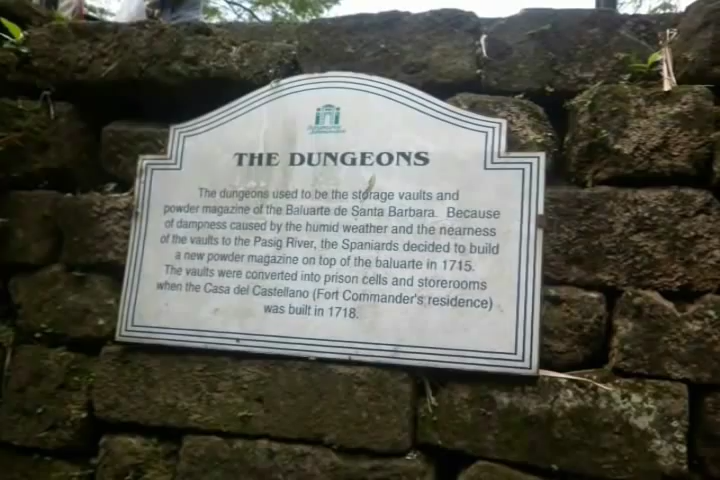 THE DUNGEONS
The dungeons used to be the storage vaults and
powder magazine of the Baluarte de Santa Barbara. Because
of dampness caused by the humid weather and the nearness
of the vaults to the Pasig River, the Spaniards decided to build
a new powder magazine on top of the baluarte in 1715.
The vaults were converted into prison cells and storerooms
when the Casa del Castellano (Fort Commander's residence)
was built in 1718.